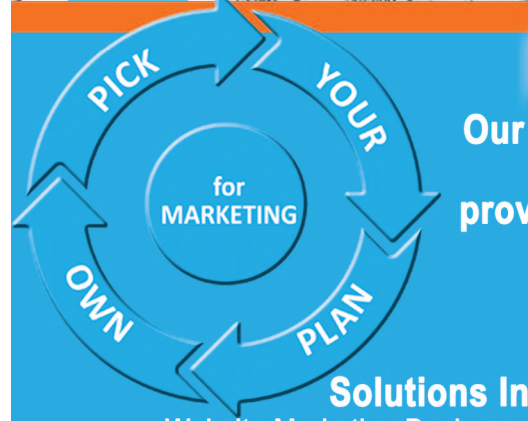 PICK
YOUR
PLAN
OWN
for
MARKETING
Our
prov
Solutions In